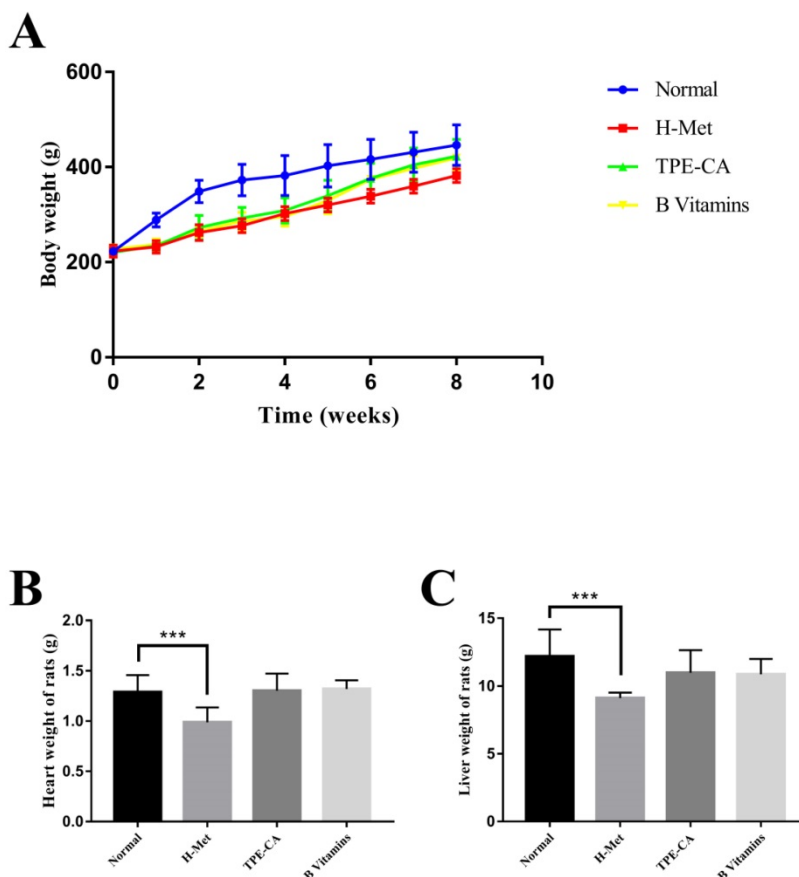 A
600
400
200
0
Body weight (g)
0 2 4 6 8 10
Time (weeks)
Normal
H-Met
TPE-CA
B Vitamins
B
2.0
1.5
1.0
0.5
0.0
Heart weight of rats (g)
***
Normal H-Met TPE-CA B Vitamins
C
15
10
5
0
Liver weight of rats (g)
***
Normal H-Met TPE-CA B Vitamins